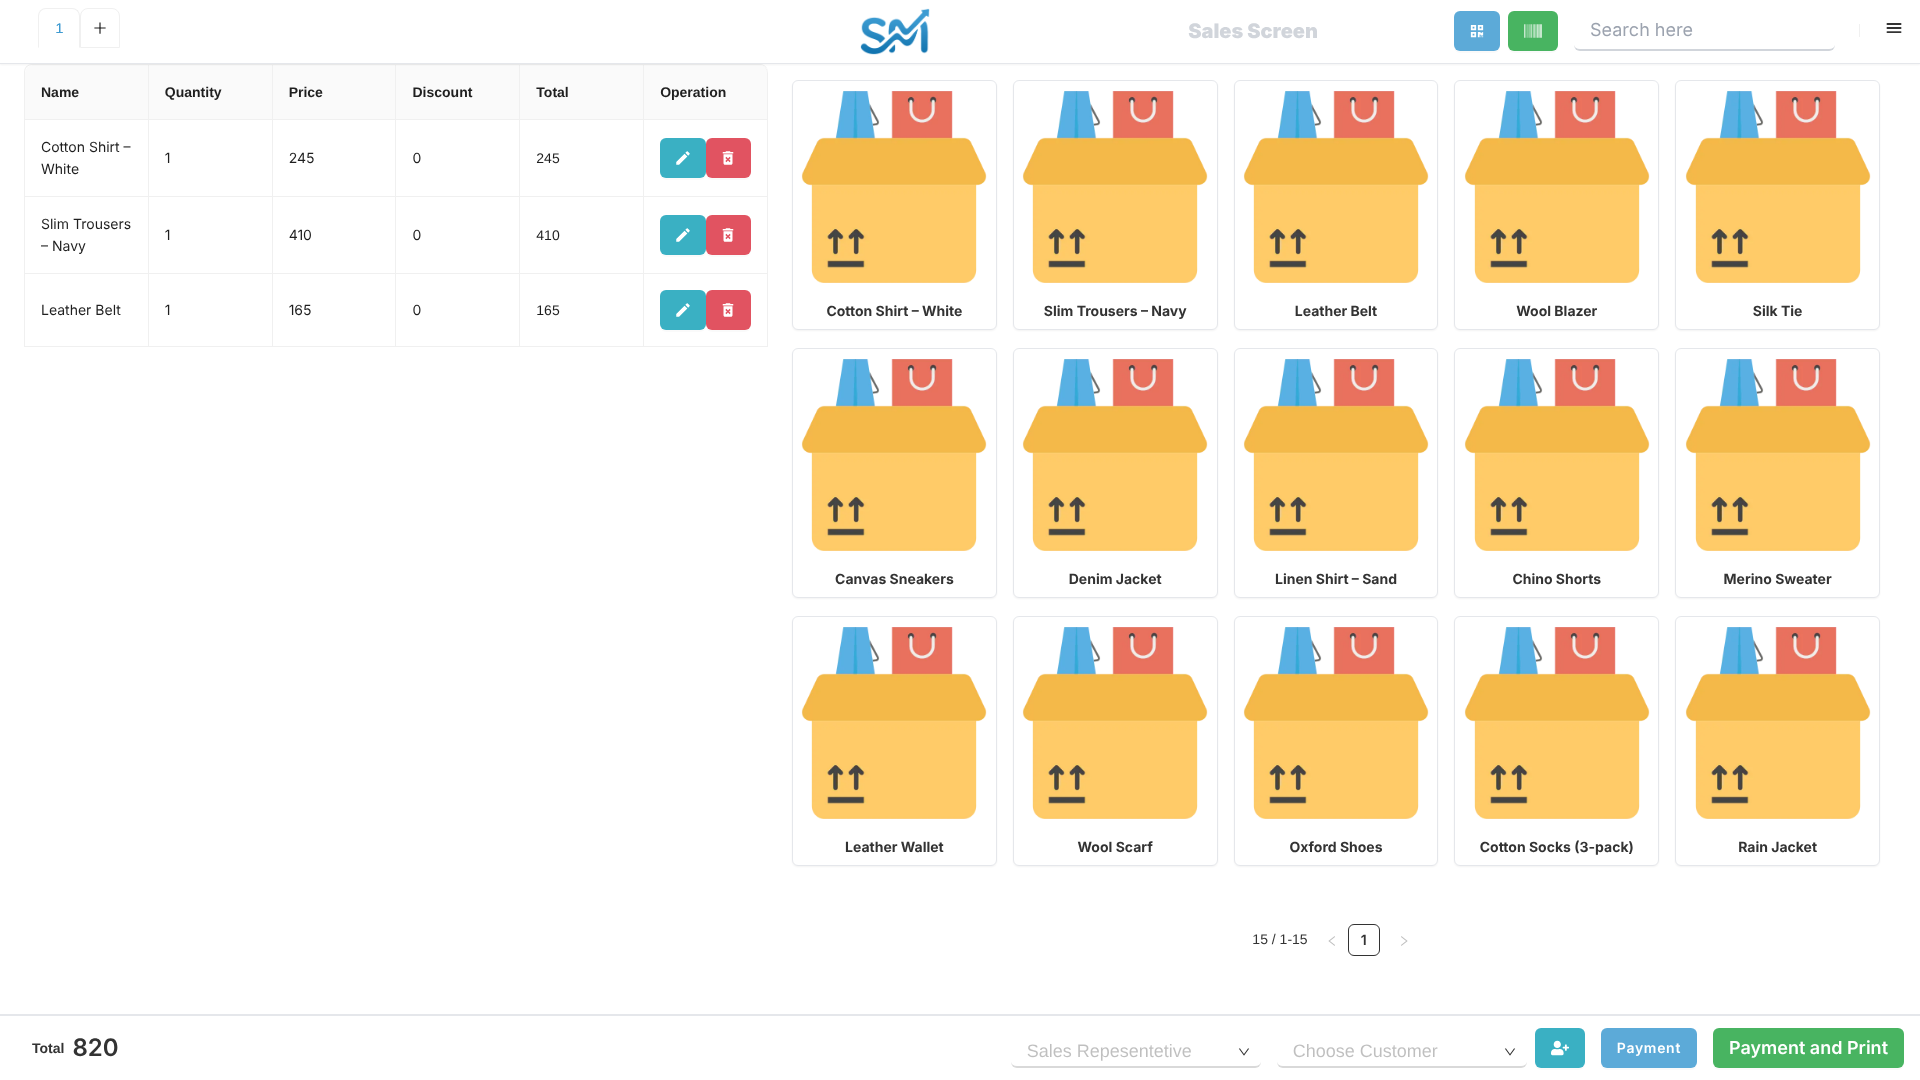 1 +
SM
Sales Screen
Search here
Name Quantity Price Discount Total Operation
Cotton Shirt –
White
1 245 0 245
Slim Trousers
– Navy
1 410 0 410
Leather Belt 1 165 0 165
Cotton Shirt – White
Slim Trousers – Navy
Leather Belt
Wool Blazer
Silk Tie
Canvas Sneakers
Denim Jacket
Linen Shirt – Sand
Chino Shorts
Merino Sweater
Leather Wallet
Wool Scarf
Oxford Shoes
Cotton Socks (3-pack)
Rain Jacket
15 / 1-15 < 1 >
Total 820
Sales Repesentetive
Choose Customer
Payment
Payment and Print